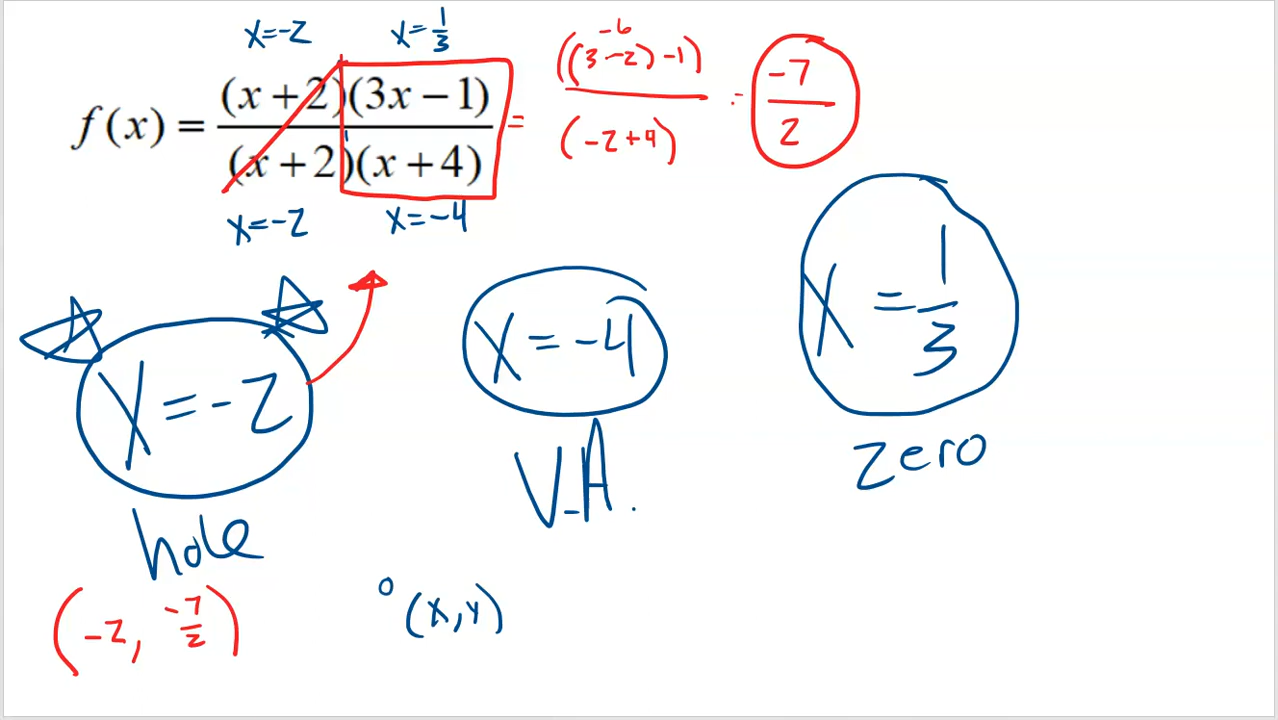 x=-2 x=1/3
f(x) = (x + 2)(3x − 1) / (x + 2)(x + 4) = ((3 -2) -1) / (-2+4) = -7/2
-6
x=-2 x=-4
x = -2 x = -4 x = 1/3
hole V.A. zero
(-2, -7/2) (x,y)